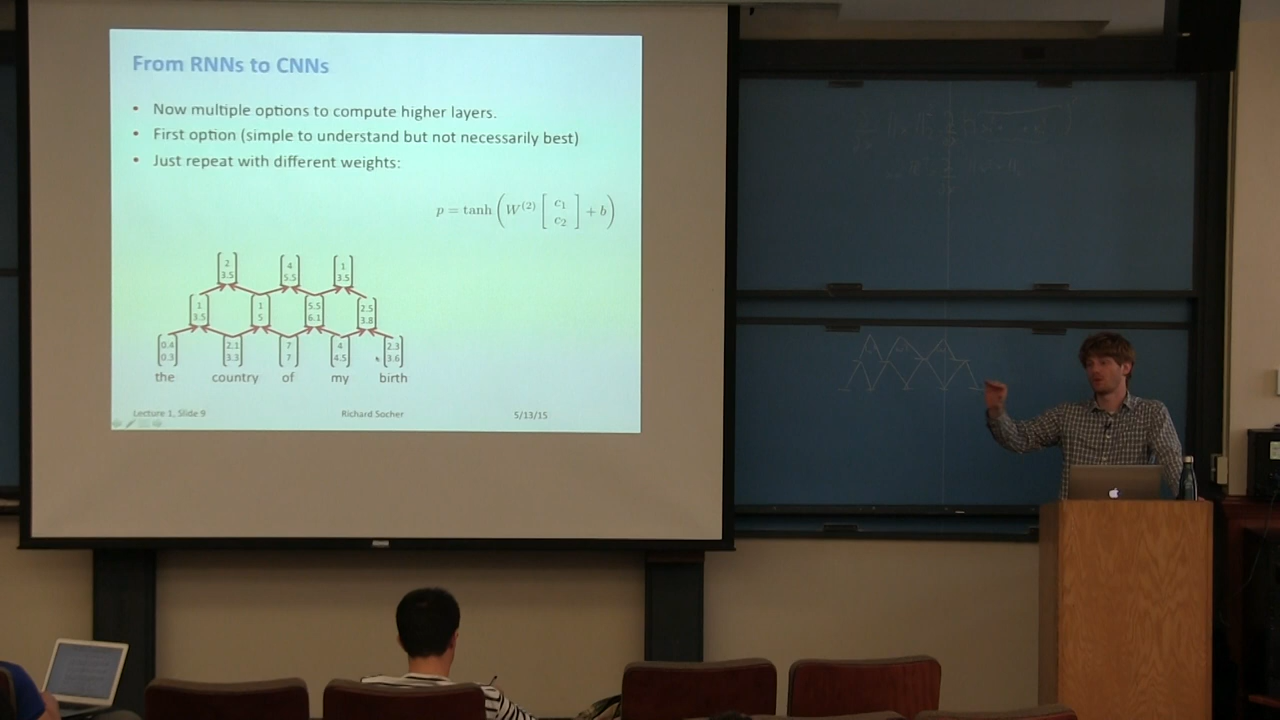 From RNNs to CNNs
• Now multiple options to compute higher layers.
• First option (simple to understand but not necessarily best)
• Just repeat with different weights:
p = tanh ( W⁽²⁾ [ c₁ c₂ ] + b )
2 4 1
3.5 5.5 3.5
1 1 5.5 2.5
3.5 5 6.1 3.8
0.4 2.1 7 4 2.3
0.3 3.3 7 4.5 3.6
the country of my birth
Lecture 1, Slide 9 Richard Socher 5/13/15